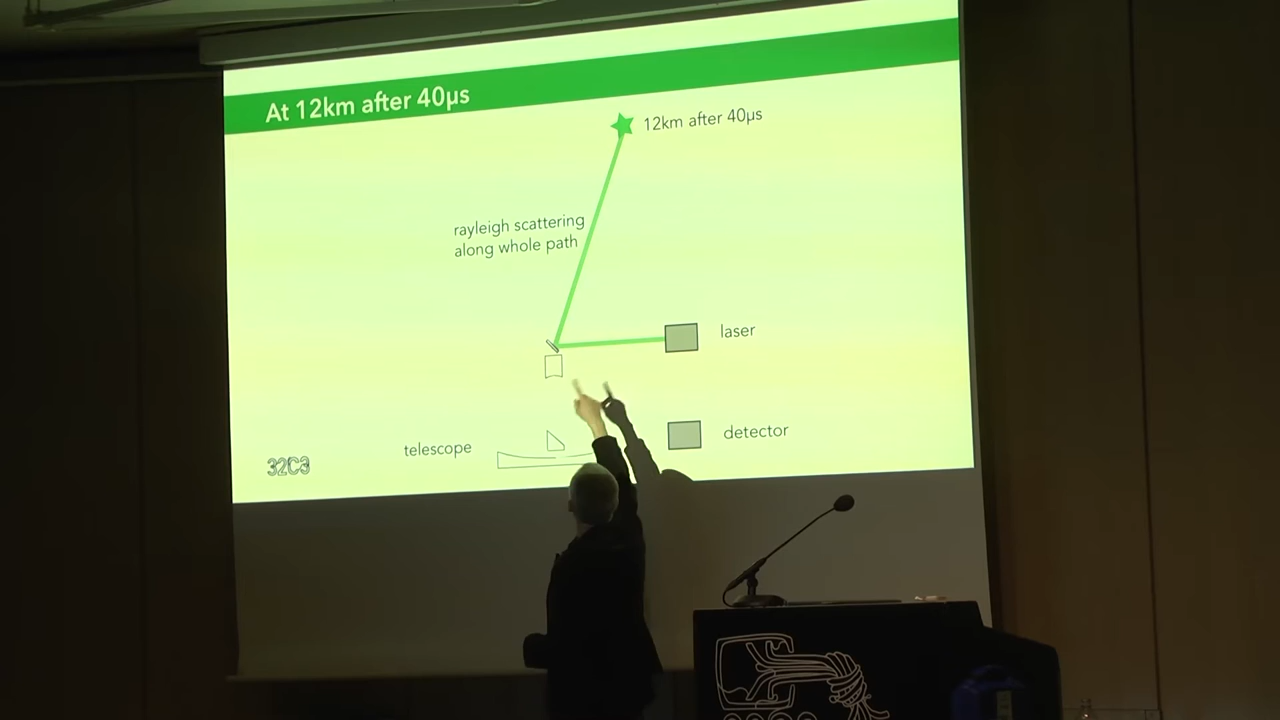 At 12km after 40µs
12km after 40µs
rayleigh scattering
along whole path
laser
detector
telescope
32C3